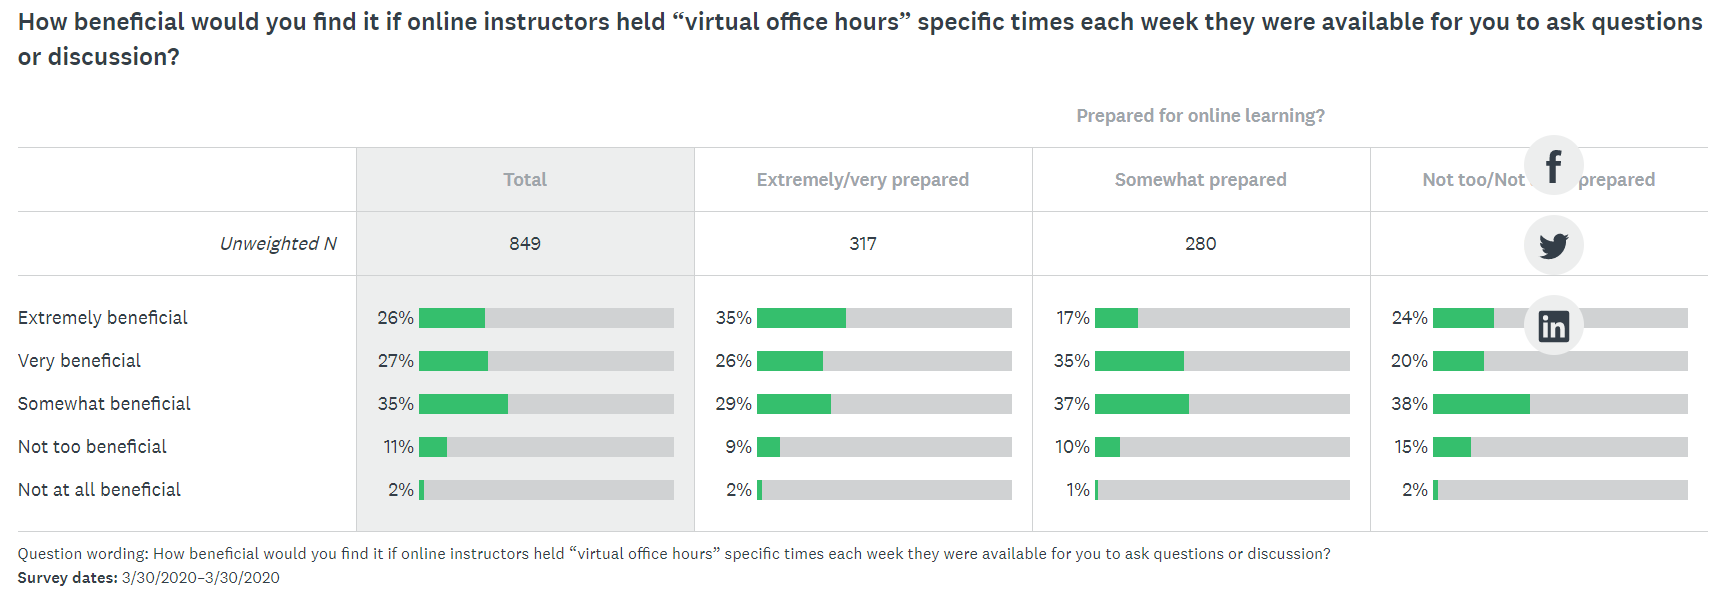 How beneficial would you find it if online instructors held “virtual office hours” specific times each week they were available for you to ask questions
or discussion?
Prepared for online learning?
Total Extremely/very prepared Somewhat prepared Not too/Not prepared
Unweighted N 849 317 280
Extremely beneficial 26% 35% 17% 24%
Very beneficial 27% 26% 35% 20%
Somewhat beneficial 35% 29% 37% 38%
Not too beneficial 11% 9% 10% 15%
Not at all beneficial 2% 2% 1% 2%
Question wording: How beneficial would you find it if online instructors held “virtual office hours” specific times each week they were available for you to ask questions or discussion?
Survey dates: 3/30/2020–3/30/2020